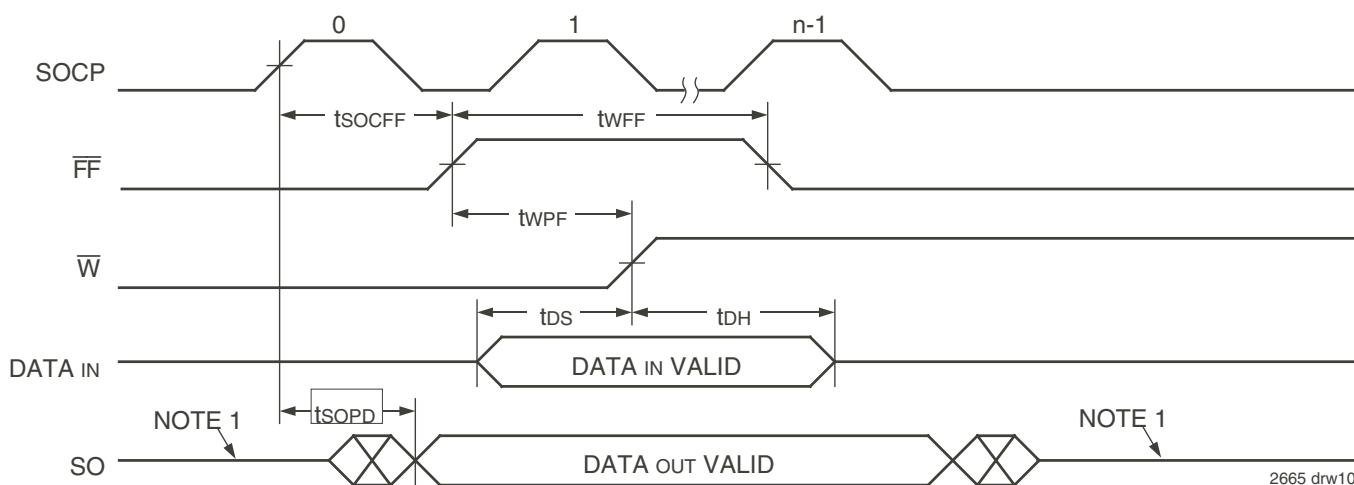 0 1 n-1
SOCP
tSOCFF tWFF
FF
tWPF
W
tDS tDH
DATA IN DATA IN VALID
tSOPD
NOTE 1 NOTE 1
SO DATA OUT VALID
2665 drw10